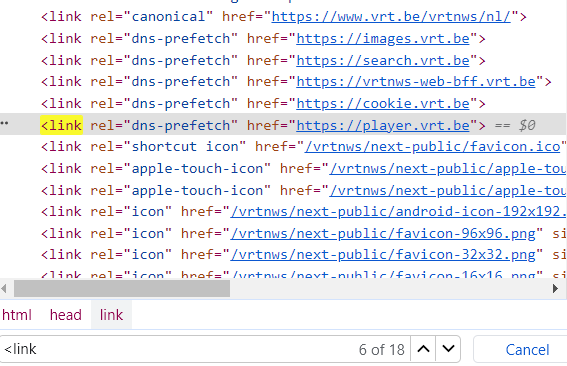 <link rel="canonical" href="https://www.vrt.be/vrtnws/nl/">
<link rel="dns-prefetch" href="https://images.vrt.be">
<link rel="dns-prefetch" href="https://search.vrt.be">
<link rel="dns-prefetch" href="https://vrtnws-web-bff.vrt.be">
<link rel="dns-prefetch" href="https://cookie.vrt.be">
<link rel="dns-prefetch" href="https://player.vrt.be"> == $0
<link rel="shortcut icon" href="/vrtnws/next-public/favicon.ico"
<link rel="apple-touch-icon" href="/vrtnws/next-public/apple-tou
<link rel="apple-touch-icon" href="/vrtnws/next-public/apple-tou
<link rel="icon" href="/vrtnws/next-public/android-icon-192x192.
<link rel="icon" href="/vrtnws/next-public/favicon-96x96.png" si
<link rel="icon" href="/vrtnws/next-public/favicon-32x32.png" si
<link rel="icon" href="/vrtnws/next-public/favicon-16x16.png" si
html head link
<link 6 of 18 Cancel